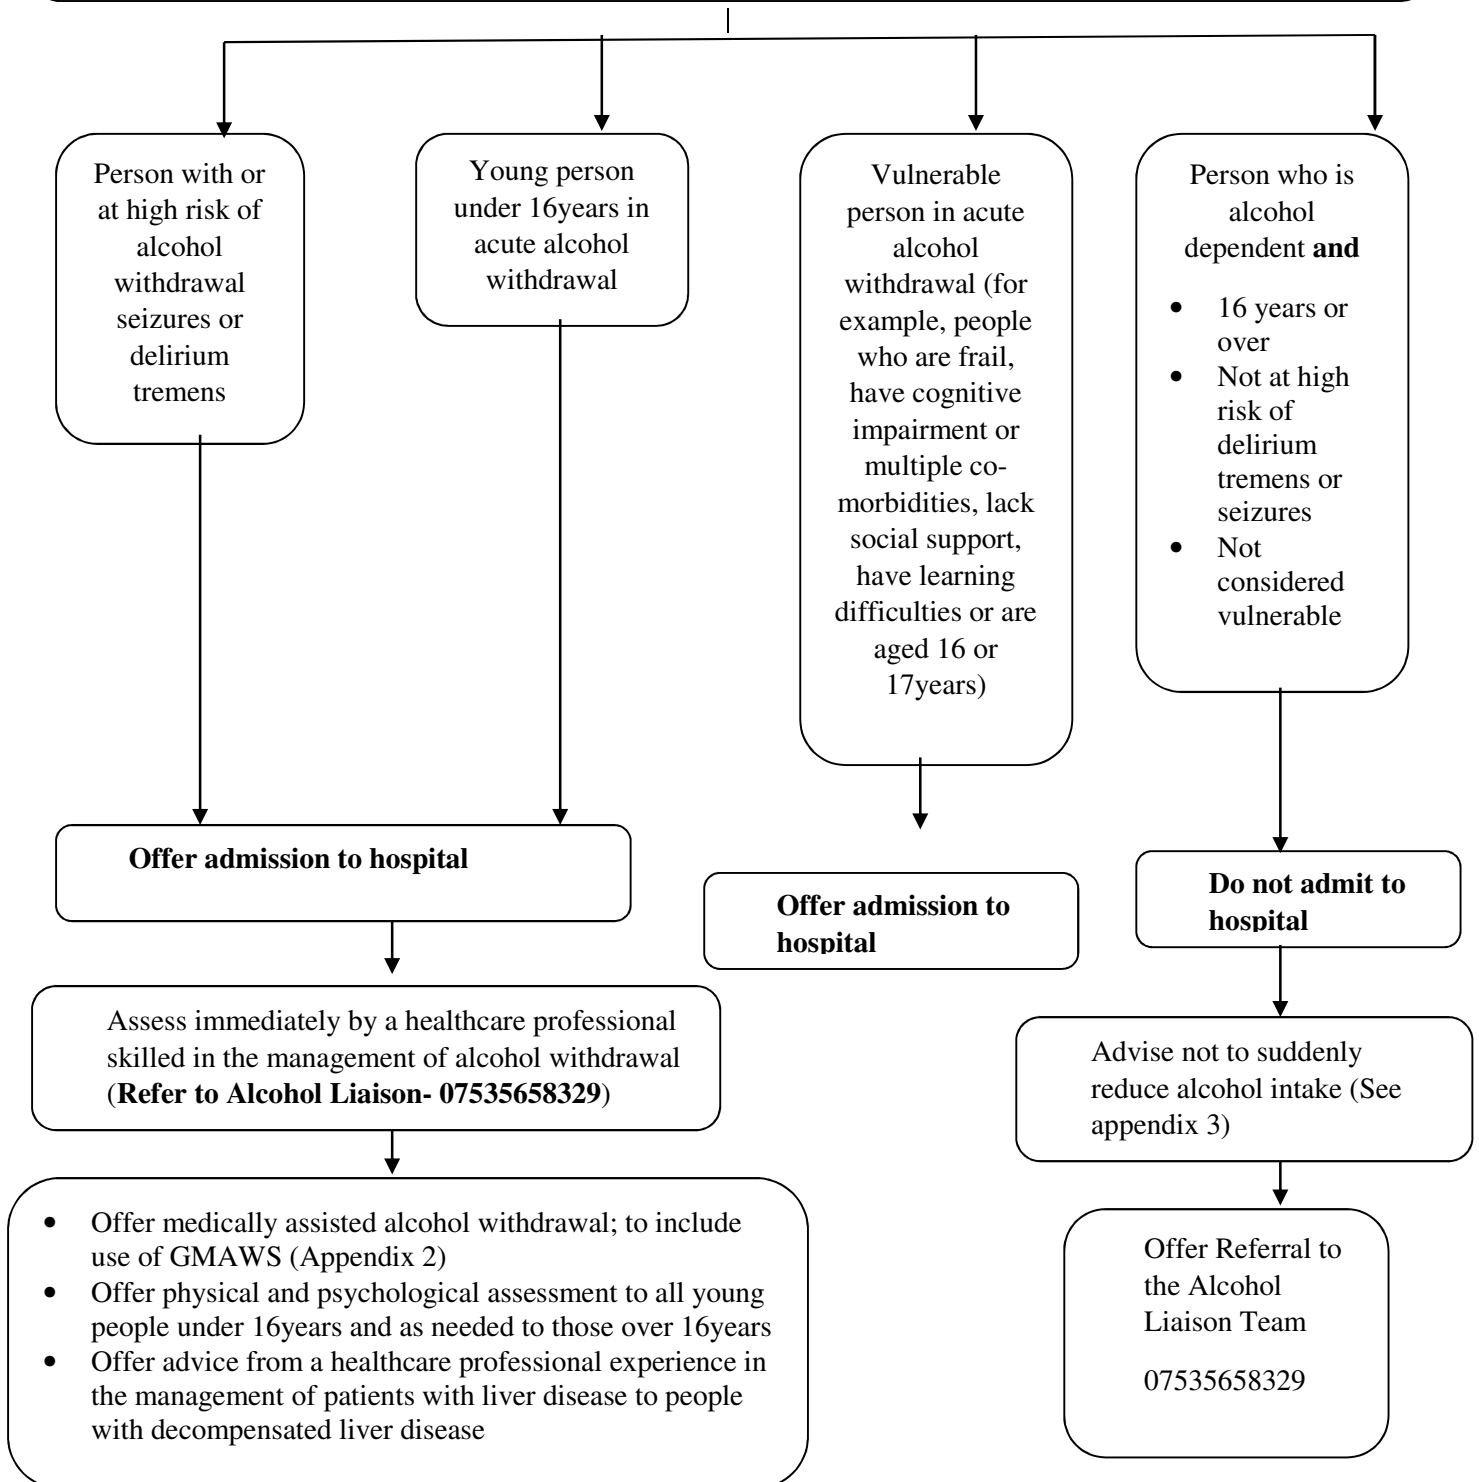 Person with or
at high risk of
alcohol
withdrawal
seizures or
delirium
tremens
Young person
under 16years in
acute alcohol
withdrawal
Vulnerable
person in acute
alcohol
withdrawal (for
example, people
who are frail,
have cognitive
impairment or
multiple co-
morbidities, lack
social support,
have learning
difficulties or are
aged 16 or
17years)
Person who is
alcohol
dependent and
• 16 years or
over
• Not at high
risk of
delirium
tremens or
seizures
• Not
considered
vulnerable
Offer admission to hospital
Offer admission to
hospital
Do not admit to
hospital
Assess immediately by a healthcare professional
skilled in the management of alcohol withdrawal
(Refer to Alcohol Liaison- 07535658329)
Advise not to suddenly
reduce alcohol intake (See
appendix 3)
• Offer medically assisted alcohol withdrawal; to include
use of GMAWS (Appendix 2)
• Offer physical and psychological assessment to all young
people under 16years and as needed to those over 16years
• Offer advice from a healthcare professional experience in
the management of patients with liver disease to people
with decompensated liver disease
Offer Referral to
the Alcohol
Liaison Team
07535658329